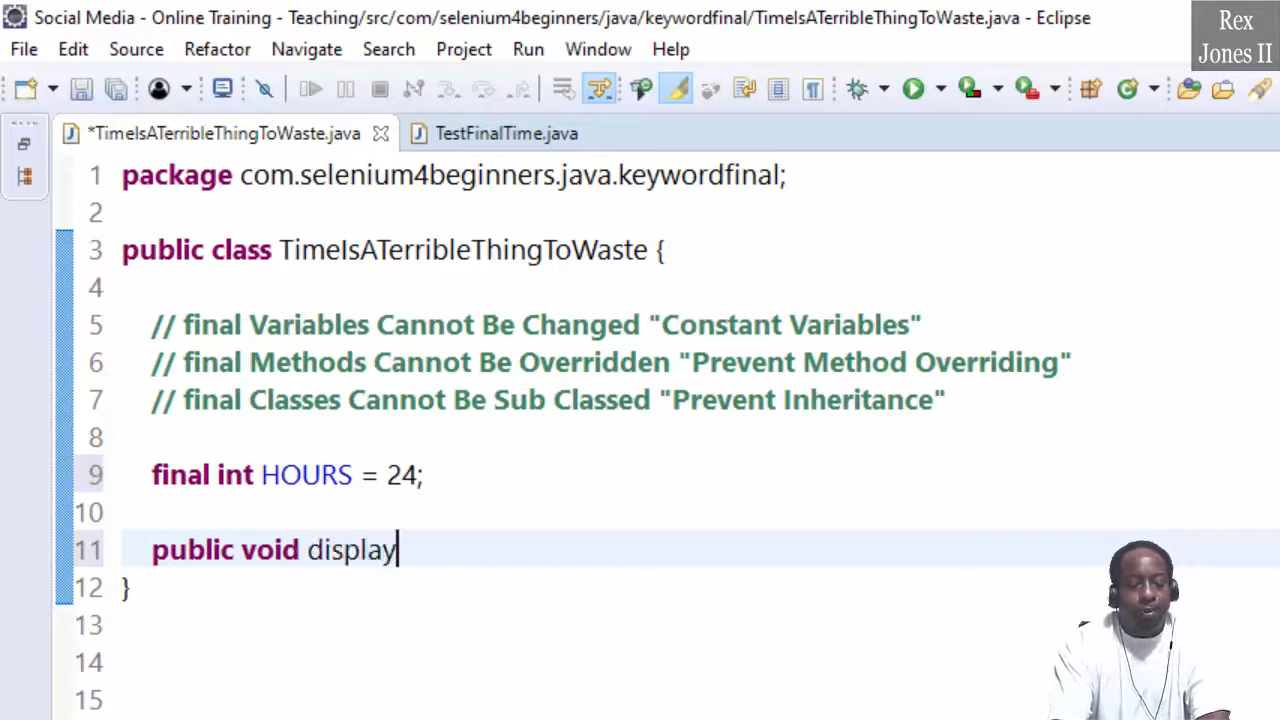 Social Media - Online Training - Teaching/src/com/selenium4beginners/java/keywordfinal/TimeIsATerribleThingToWaste.java - Eclipse
Rex
Jones II
File Edit Source Refactor Navigate Search Project Run Window Help
*TimeIsATerribleThingToWaste.java TestFinalTime.java
1 package com.selenium4beginners.java.keywordfinal;
2
3 public class TimeIsATerribleThingToWaste {
4
5 // final Variables Cannot Be Changed "Constant Variables"
6 // final Methods Cannot Be Overridden "Prevent Method Overriding"
7 // final Classes Cannot Be Sub Classed "Prevent Inheritance"
8
9 final int HOURS = 24;
10
11 public void display
12 }
13
14
15